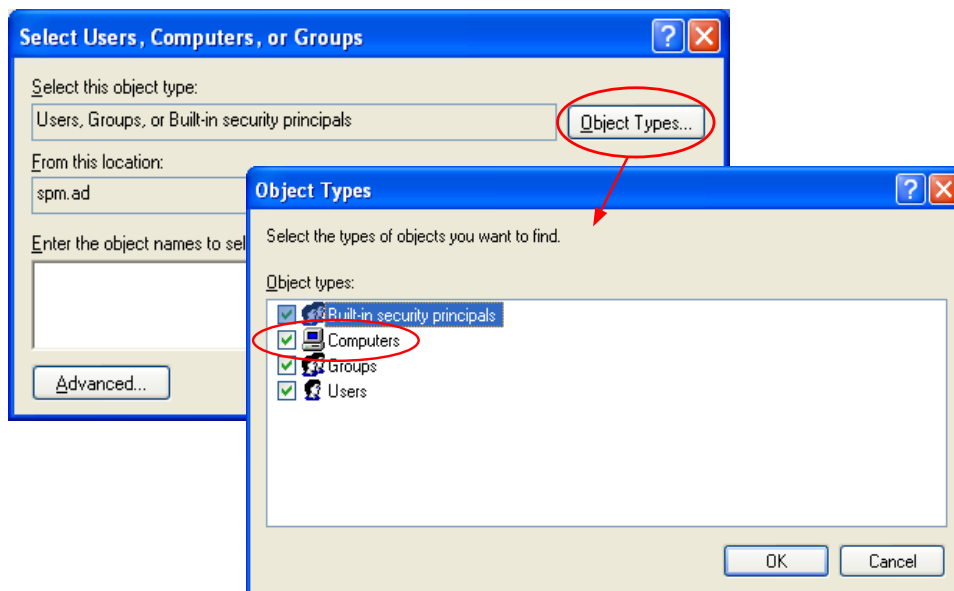 Select Users, Computers, or Groups
Select this object type:
Users, Groups, or Built-in security principals
Object Types...
From this location:
spm.ad
Enter the object names to sel
Advanced...
Object Types
Select the types of objects you want to find.
Object types:
Built-in security principals
Computers
Groups
Users
OK
Cancel